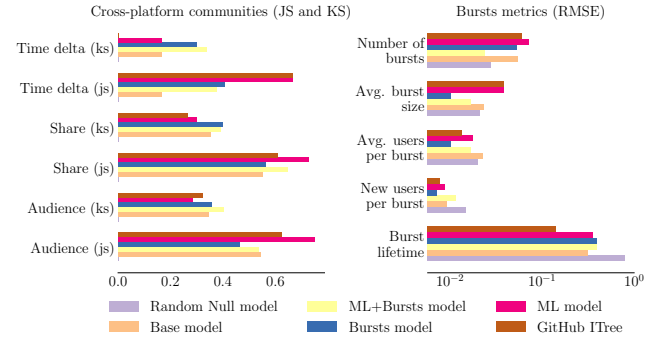 Cross-platform communities (JS and KS)
Time delta (ks)
Time delta (js)
Share (ks)
Share (js)
Audience (ks)
Audience (js)
0.0 0.2 0.4 0.6
Bursts metrics (RMSE)
Number of
bursts
Avg. burst
size
Avg. users
per burst
New users
per burst
Burst
lifetime
10⁻² 10⁻¹ 10⁰
Random Null model ML+Bursts model ML model
Base model Bursts model GitHub ITree